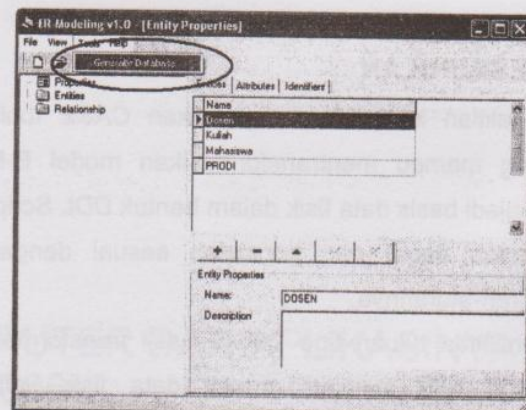 ER-Modeling v1.0 - [Entity Properties]
File View Tools Help
Generate Database
Properties
Entities
Relationship
Entities Attributes Identifiers
Name
Dosen
Kuliah
Mahasiswa
PRODI
Entity Properties
Name: DOSEN
Description